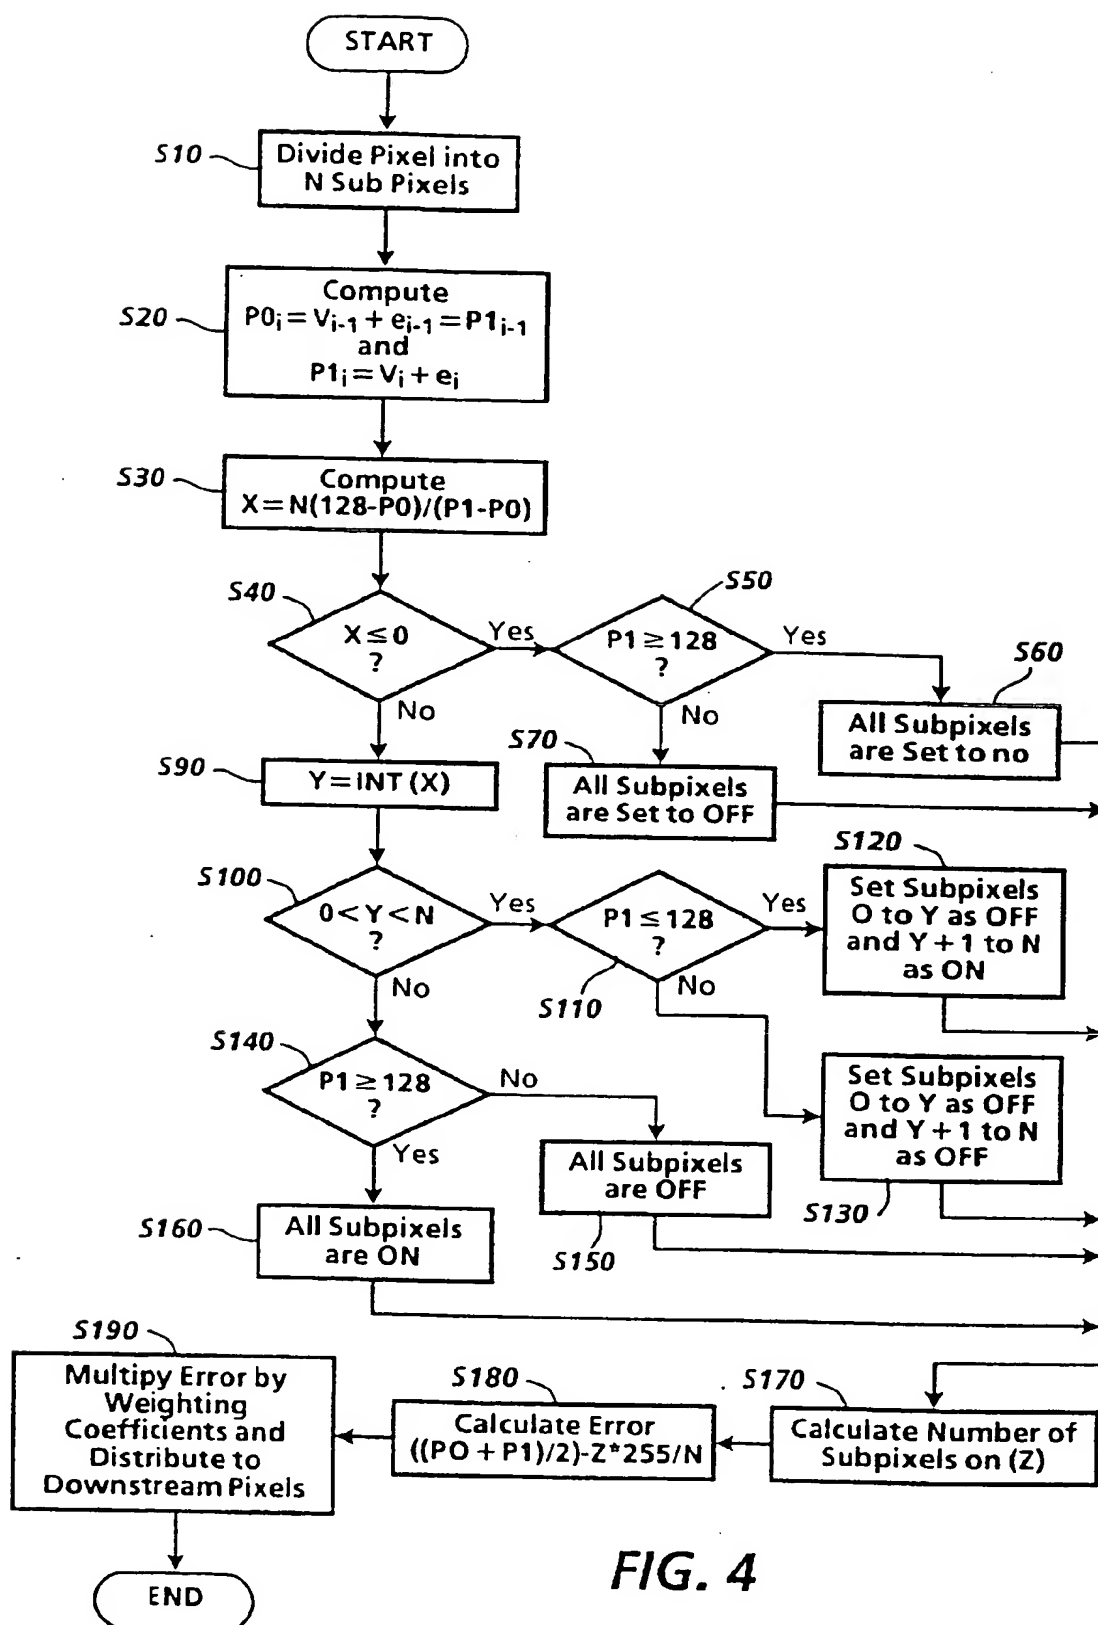 START
S10
Divide Pixel into
N Sub Pixels
S20
Compute
P0i = Vi-1 + ei-1 = P1i-1
and
P1i = Vi + ei
S30
Compute
X = N(128-P0)/(P1-P0)
S40
X ≤ 0
?
Yes
No
S50
P1 ≥ 128
?
Yes
No
S60
All Subpixels
are Set to no
S70
All Subpixels
are Set to OFF
S90
Y = INT (X)
S100
0 < Y < N
?
Yes
No
P1 ≤ 128
?
Yes
No
S110
S120
Set Subpixels
O to Y as OFF
and Y + 1 to N
as ON
Set Subpixels
O to Y as OFF
and Y + 1 to N
as OFF
S130
S140
P1 ≥ 128
?
No
Yes
All Subpixels
are OFF
S150
S160
All Subpixels
are ON
S170
Calculate Number of
Subpixels on (Z)
S180
Calculate Error
((PO + P1)/2)-Z*255/N
S190
Multipy Error by
Weighting
Coefficients and
Distribute to
Downstream Pixels
END
FIG. 4